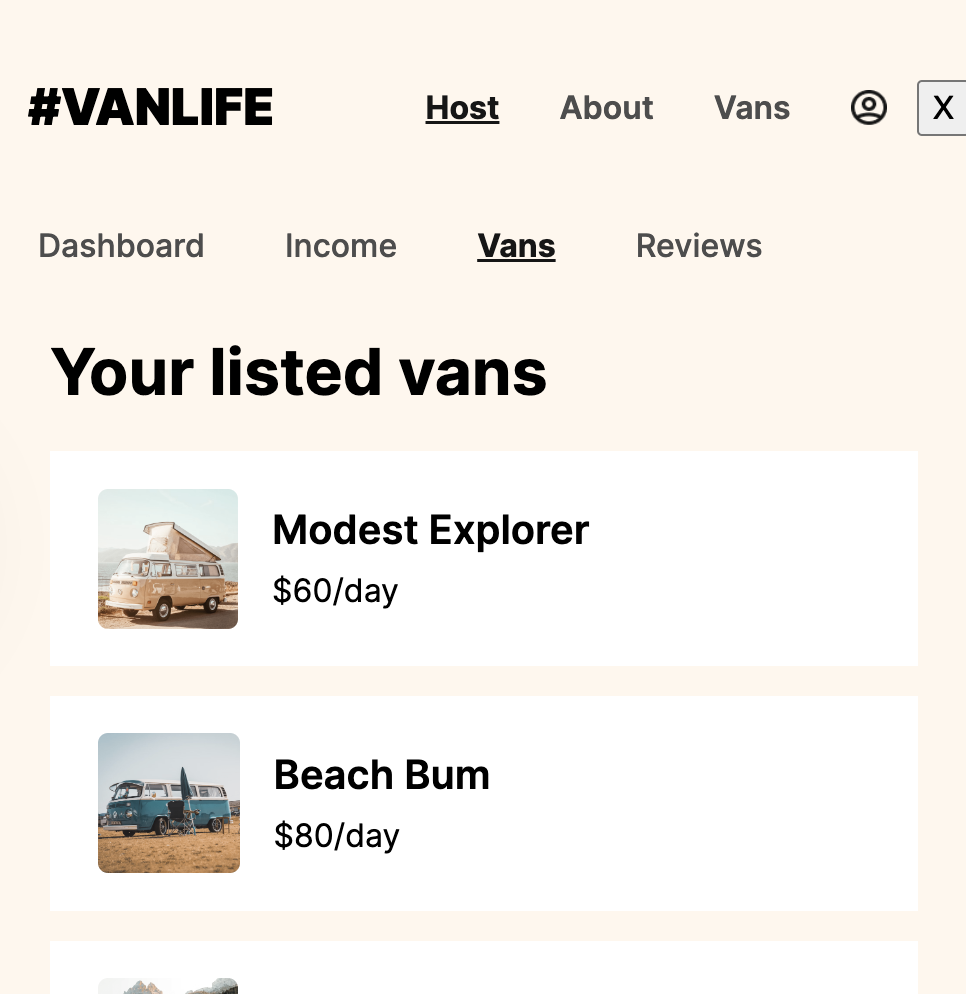 #VANLIFE Host About Vans X
Dashboard Income Vans Reviews
Your listed vans
Modest Explorer
$60/day
Beach Bum
$80/day